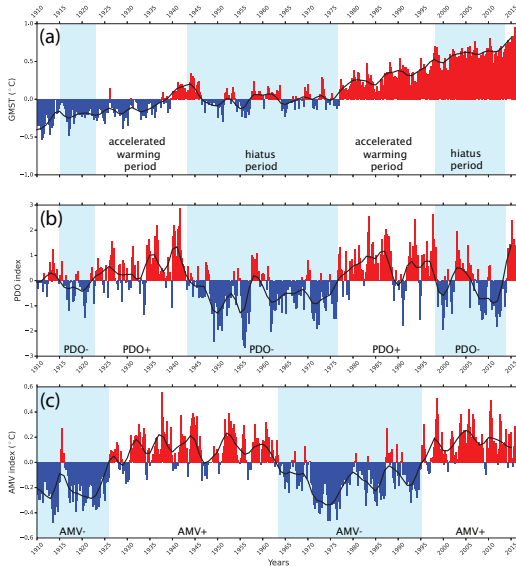 1910 1915 1920 1925 1930 1935 1940 1945 1950 1955 1960 1965 1970 1975 1980 1985 1990 1995 2000 2005 2010 2015
(a)
1.0
0.5
0.0
−0.5
−1.0
GMST (°C)
accelerated warming period
hiatus period
accelerated warming period
hiatus period
1910 1915 1920 1925 1930 1935 1940 1945 1950 1955 1960 1965 1970 1975 1980 1985 1990 1995 2000 2005 2010 2015
(b)
3
2
1
0
−1
−2
−3
PDO index
PDO- PDO+ PDO- PDO+ PDO-
1910 1915 1920 1925 1930 1935 1940 1945 1950 1955 1960 1965 1970 1975 1980 1985 1990 1995 2000 2005 2010 2015
(c)
0.6
0.4
0.2
0.0
−0.2
−0.4
−0.6
AMV index (°C)
AMV- AMV+ AMV- AMV+
1910 1915 1920 1925 1930 1935 1940 1945 1950 1955 1960 1965 1970 1975 1980 1985 1990 1995 2000 2005 2010 2015
Years